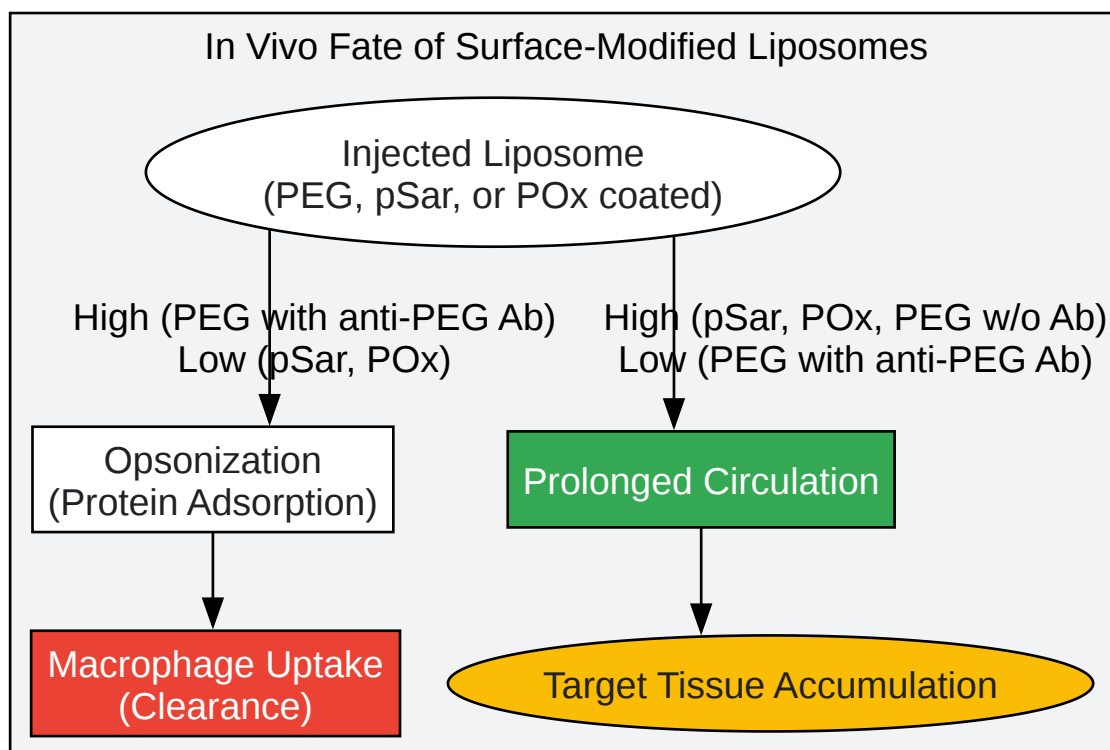 In Vivo Fate of Surface-Modified Liposomes
Injected Liposome
(PEG, pSar, or POx coated)
High (PEG with anti-PEG Ab)
Low (pSar, POx)
High (pSar, POx, PEG w/o Ab)
Low (PEG with anti-PEG Ab)
Opsonization
(Protein Adsorption)
Prolonged Circulation
Macrophage Uptake
(Clearance)
Target Tissue Accumulation